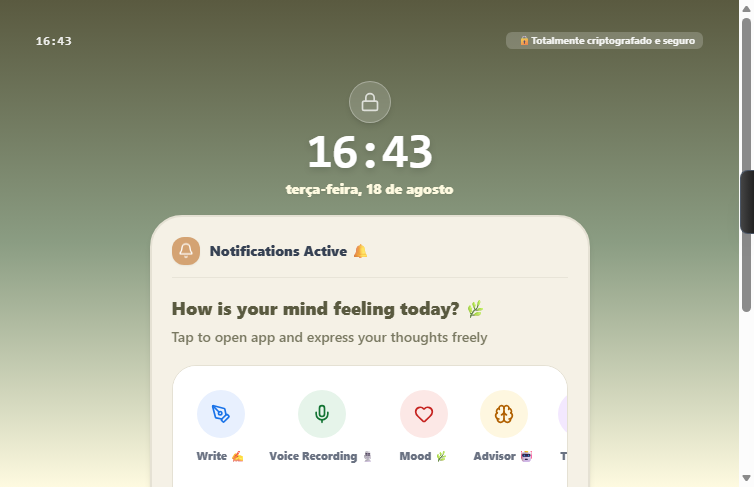 16:43
🔒 Totalmente criptografado e seguro
16:43
terça-feira, 18 de agosto
Notifications Active 🔔
How is your mind feeling today? 🌿
Tap to open app and express your thoughts freely
Write ✍️
Voice Recording 🎙️
Mood 🌿
Advisor 🤖